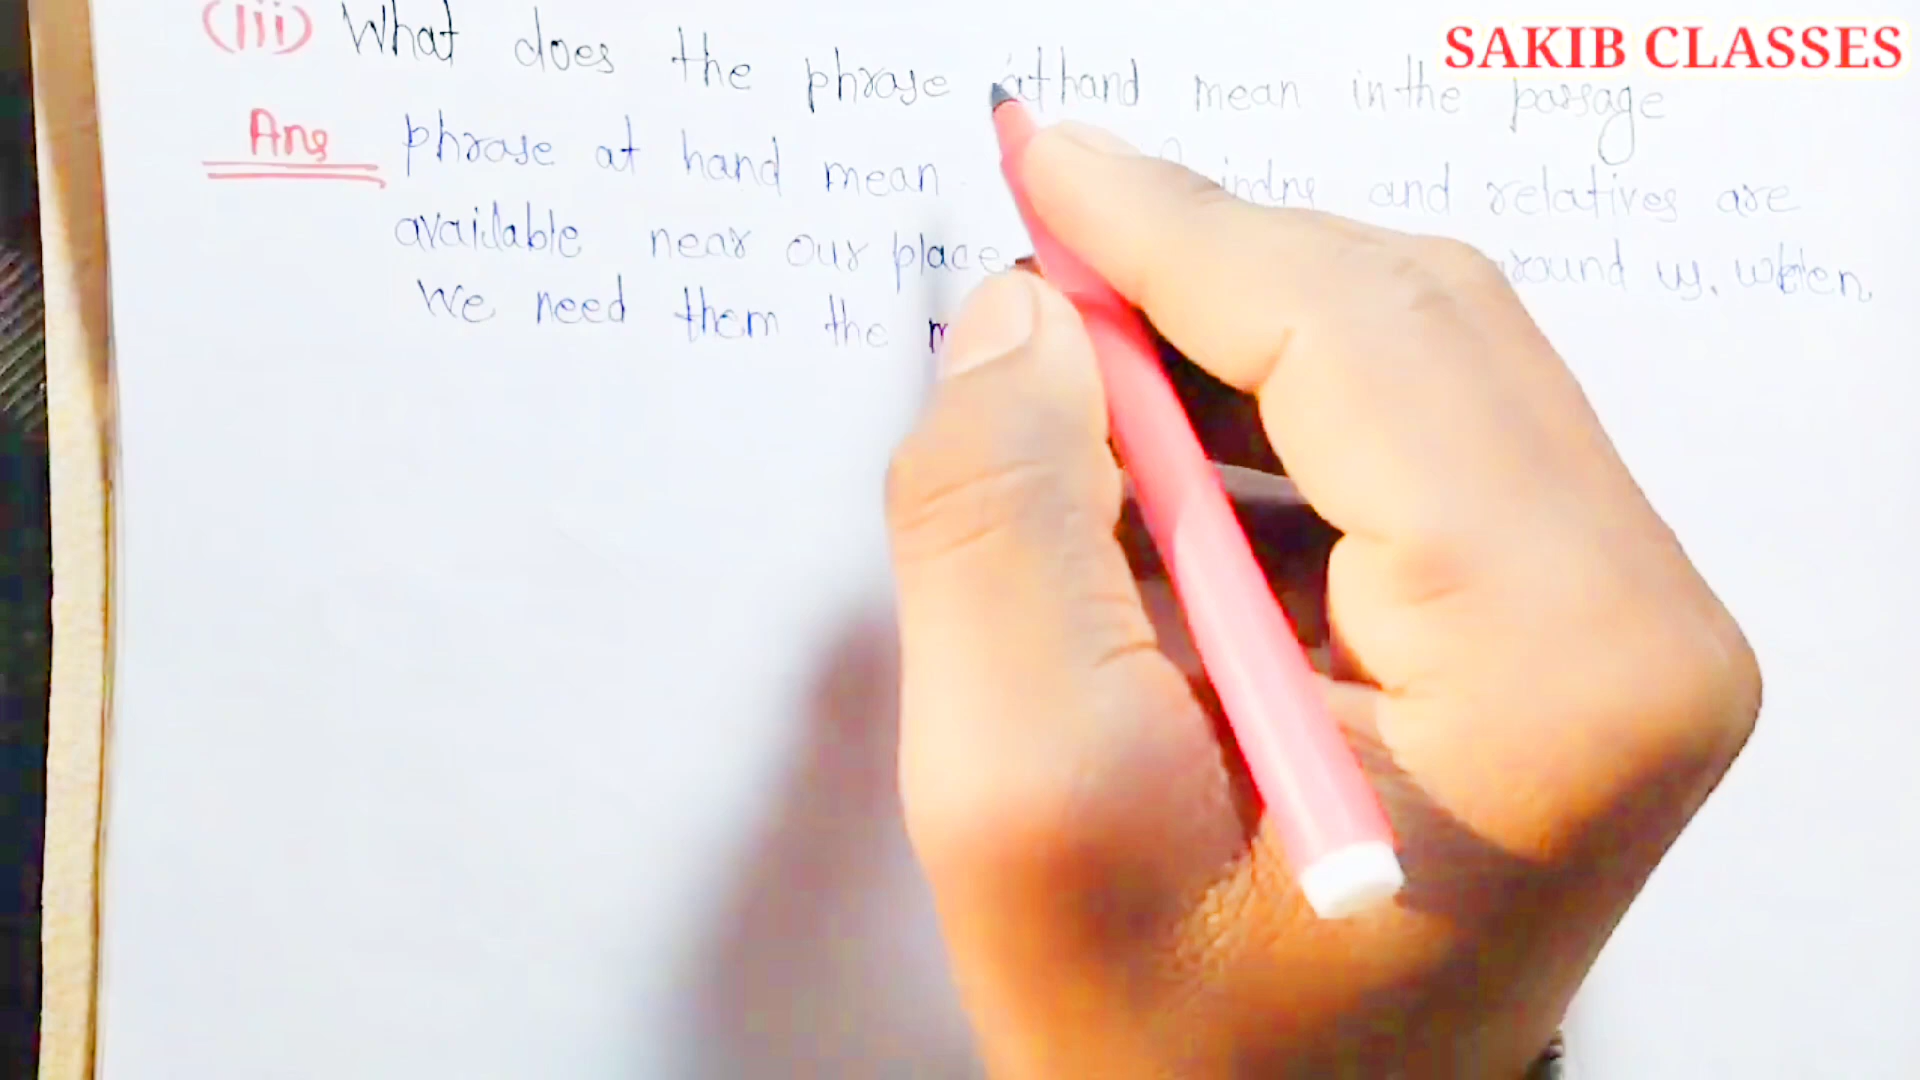 SAKIB CLASSES
(iii) What does the phrase at hand mean in the passage
Ans phrase at hand mean and relatives are
available near our place us. when
We need them the